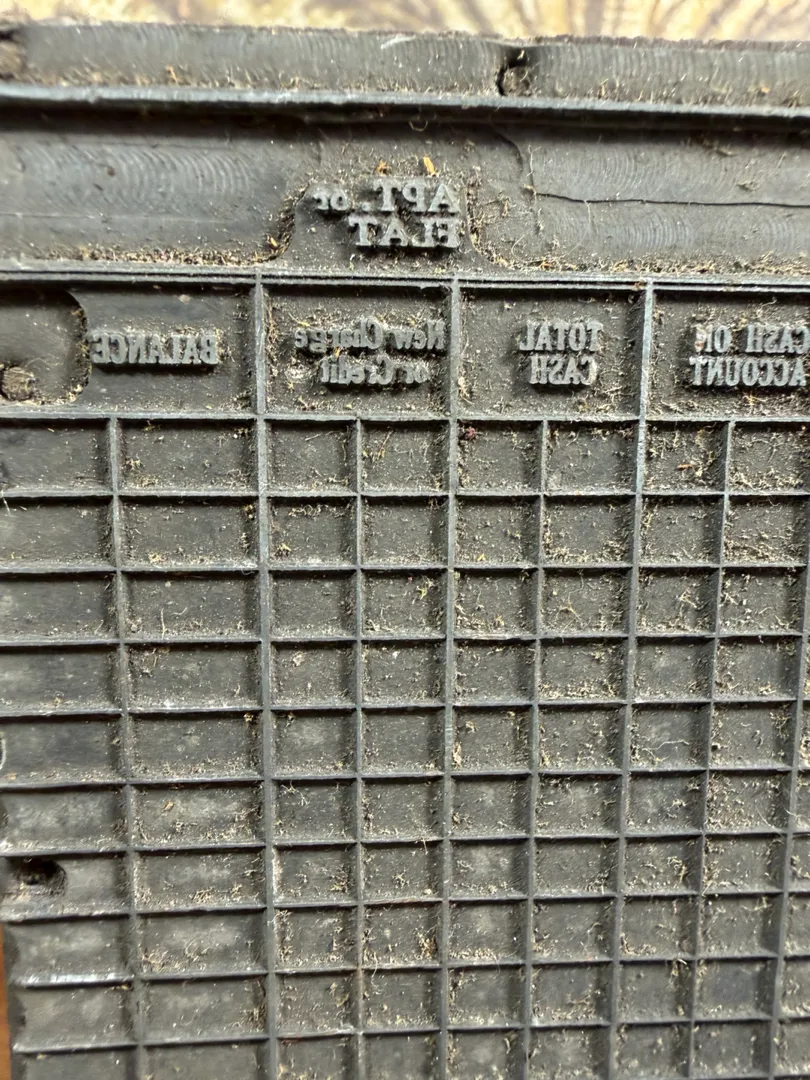 APT. or
FLAT
CASH ON
ACCOUNT
TOTAL
CASH
New Charge
or Credit
BALANCE